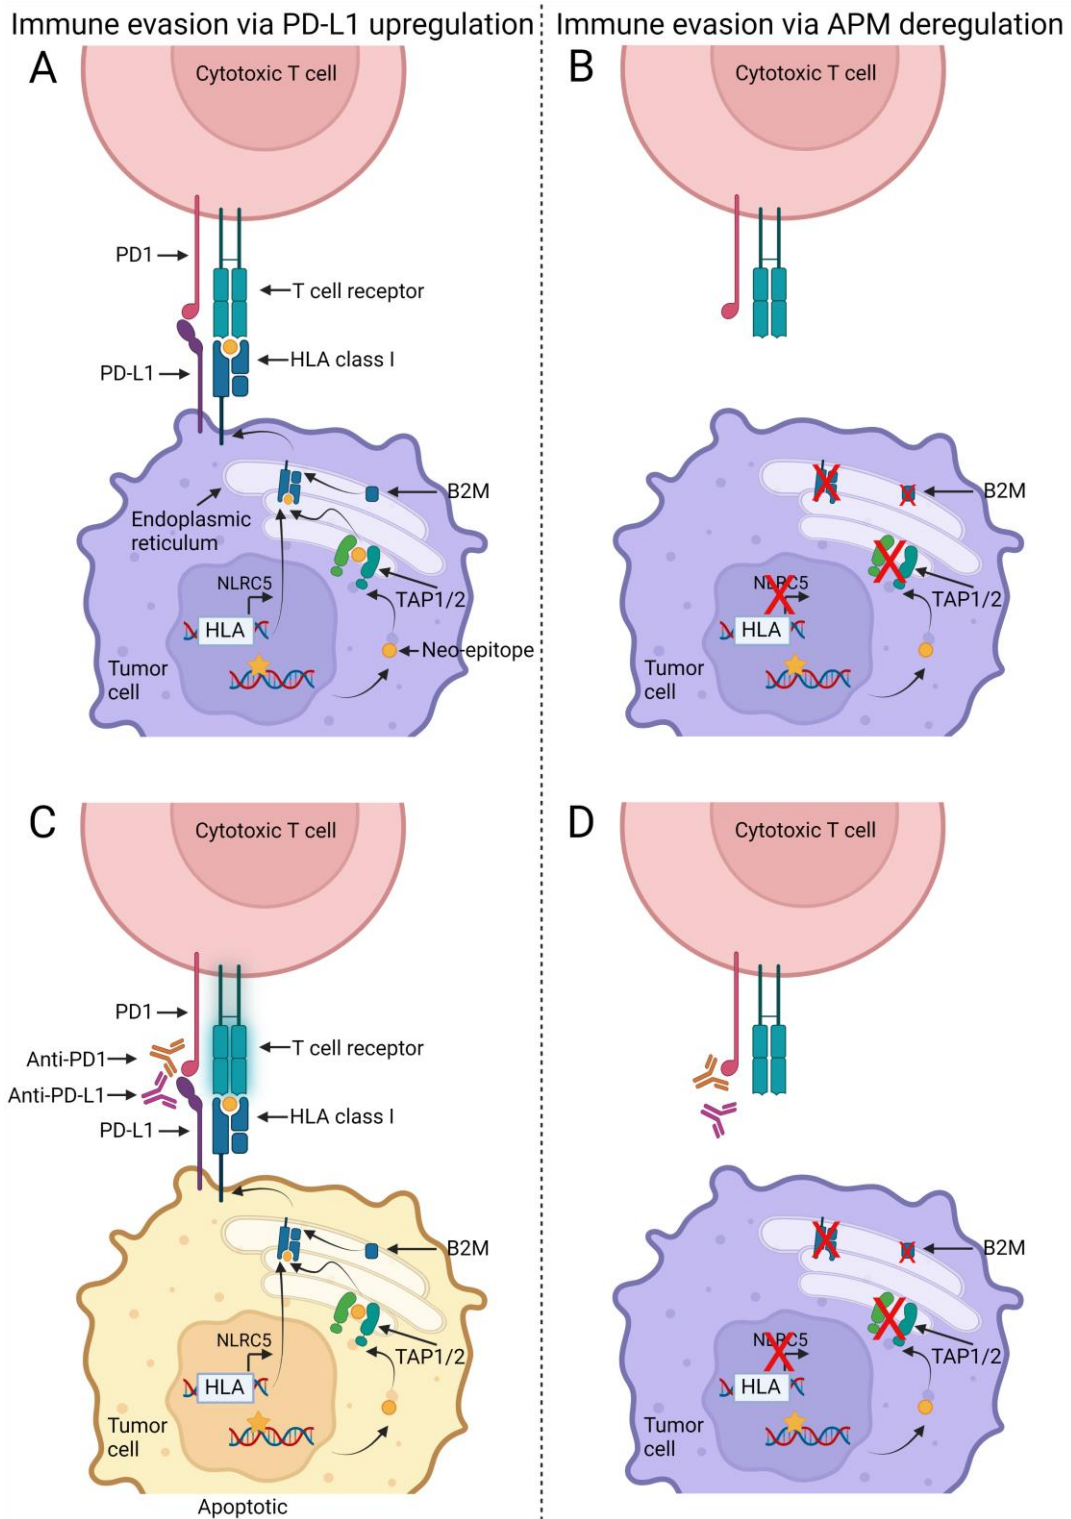 Immune evasion via PD-L1 upregulation
Immune evasion via APM deregulation
A
Cytotoxic T cell
PD1
T cell receptor
HLA class I
PD-L1
Endoplasmic
reticulum
B2M
NLRC5
HLA
TAP1/2
Neo-epitope
Tumor
cell
B
Cytotoxic T cell
B2M
NLRC5
HLA
TAP1/2
Tumor
cell
C
Cytotoxic T cell
PD1
Anti-PD1
T cell receptor
Anti-PD-L1
HLA class I
PD-L1
B2M
NLRC5
HLA
TAP1/2
Tumor
cell
Apoptotic
D
Cytotoxic T cell
B2M
NLRC5
HLA
TAP1/2
Tumor
cell